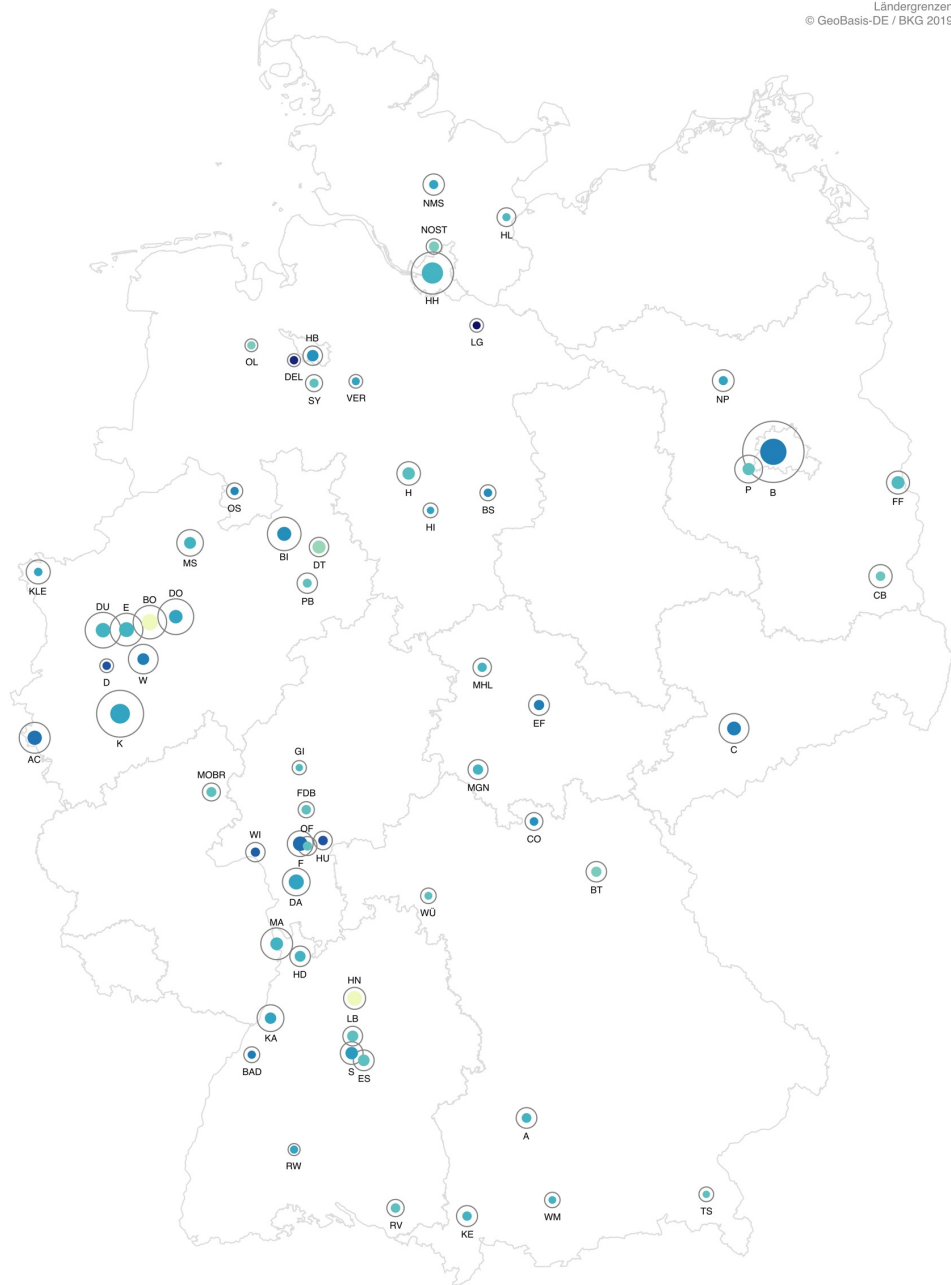 Ländergrenzen
© GeoBasis-DE / BKG 2019
NMS
HL
NOST
HH
LG
HB
OL
DEL
SY
VER
NP
P
B
FF
H
HI
BS
OS
MS
BI
DT
PB
KLE
CB
DU
E
BO
DO
D
W
K
AC
MHL
EF
C
GI
MOBR
FDB
MGN
CO
OF
WI
F
HU
DA
BT
WÜ
MA
HD
HN
LB
KA
BAD
S
ES
A
RW
RV
KE
WM
TS